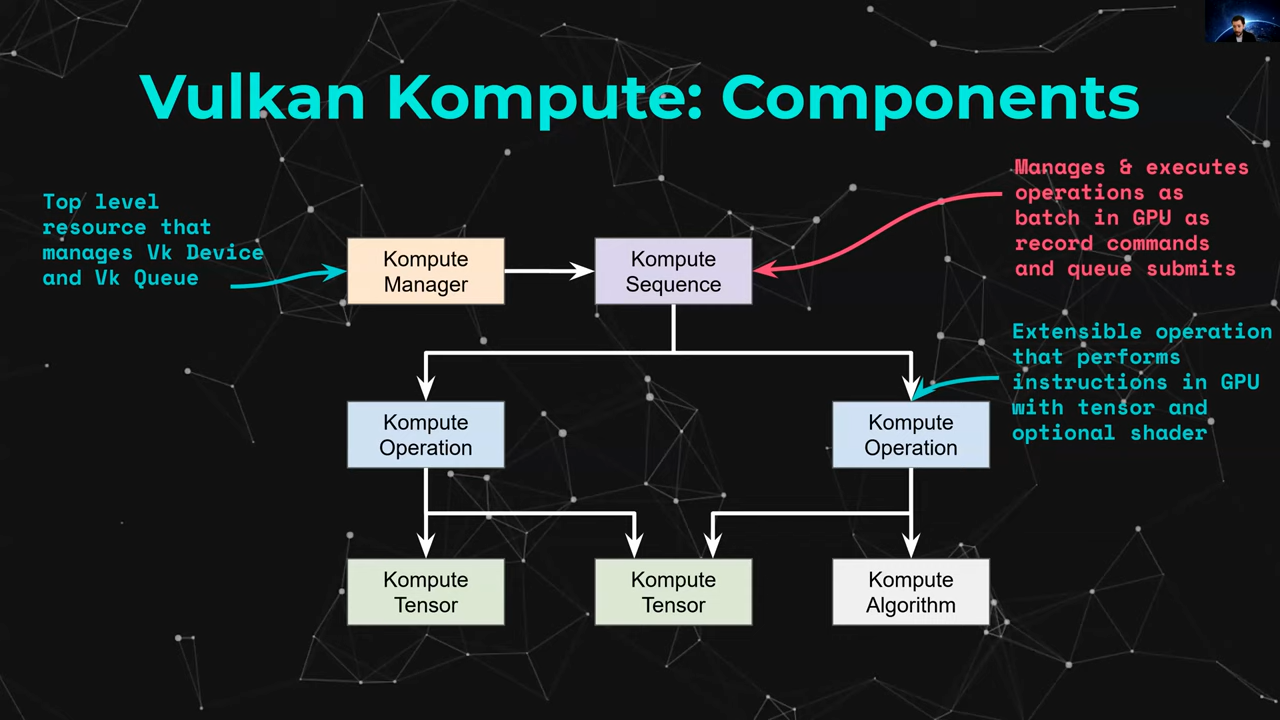 Vulkan Kompute: Components
Top level
resource that
manages Vk Device
and Vk Queue
Kompute
Manager
Kompute
Sequence
Manages & executes
operations as
batch in GPU as
record commands
and queue submits
Extensible operation
that performs
instructions in GPU
with tensor and
optional shader
Kompute
Operation
Kompute
Operation
Kompute
Tensor
Kompute
Tensor
Kompute
Algorithm